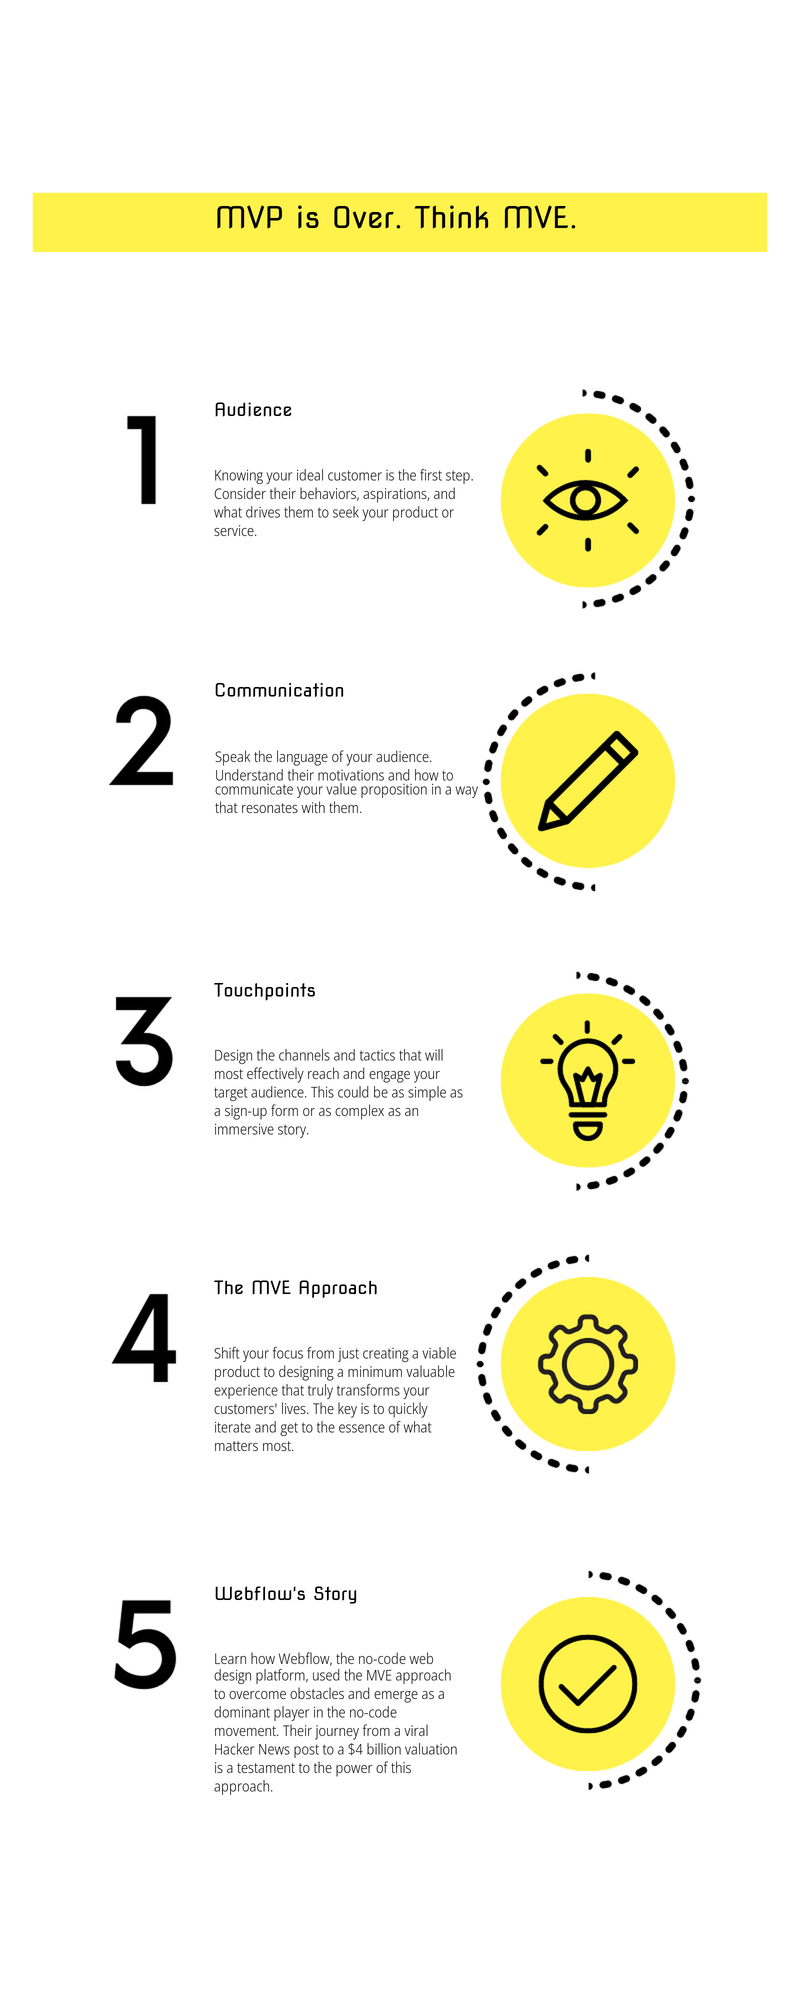 MVP is Over. Think MVE.
1
Audience
Knowing your ideal customer is the first step.
Consider their behaviors, aspirations, and
what drives them to seek your product or
service.
2
Communication
Speak the language of your audience.
Understand their motivations and how to
communicate your value proposition in a way
that resonates with them.
3
Touchpoints
Design the channels and tactics that will
most effectively reach and engage your
target audience. This could be as simple as
a sign-up form or as complex as an
immersive story.
4
The MVE Approach
Shift your focus from just creating a viable
product to designing a minimum valuable
experience that truly transforms your
customers' lives. The key is to quickly
iterate and get to the essence of what
matters most.
5
Webflow's Story
Learn how Webflow, the no-code web
design platform, used the MVE approach
to overcome obstacles and emerge as a
dominant player in the no-code
movement. Their journey from a viral
Hacker News post to a $4 billion valuation
is a testament to the power of this
approach.